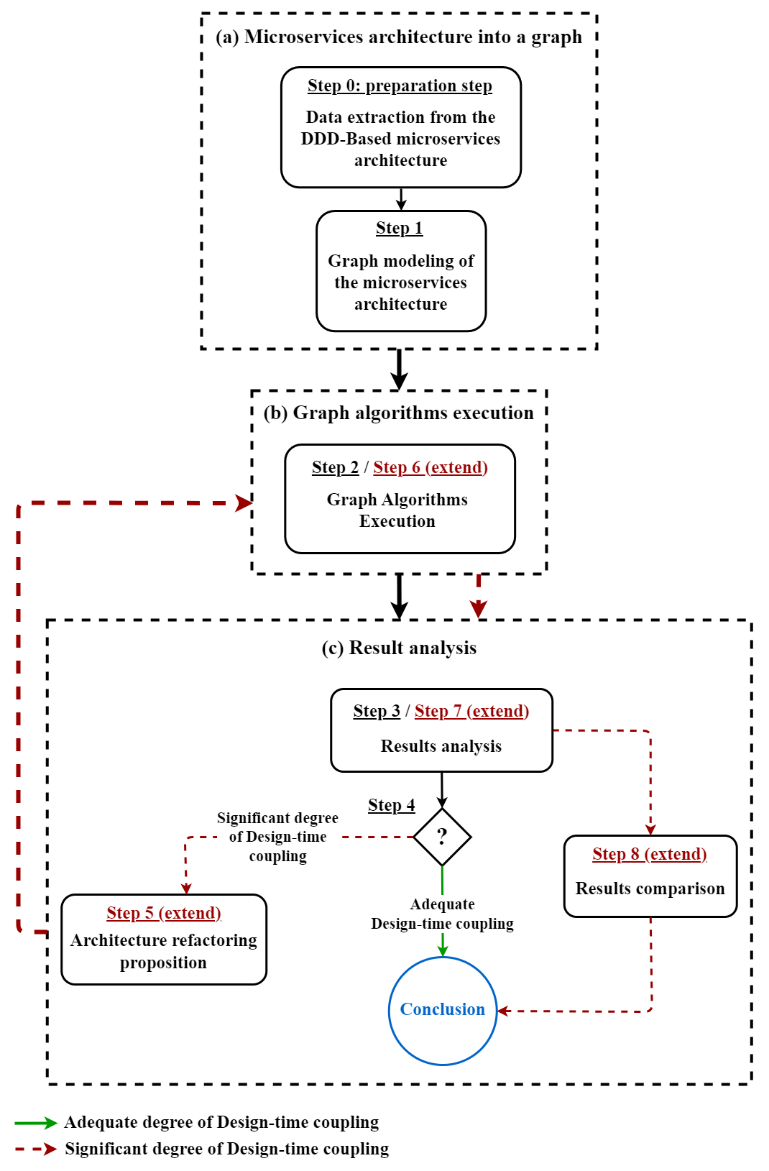 (a) Microservices architecture into a graph
Step 0: preparation step
Data extraction from the
DDD-Based microservices
architecture
Step 1
Graph modeling of
the microservices
architecture
(b) Graph algorithms execution
Step 2 / Step 6 (extend)
Graph Algorithms
Execution
(c) Result analysis
Step 3 / Step 7 (extend)
Results analysis
Step 4
?
Significant degree
of Design-time
coupling
Step 8 (extend)
Results comparison
Step 5 (extend)
Architecture refactoring
proposition
Adequate
Design-time coupling
Conclusion
Adequate degree of Design-time coupling
Significant degree of Design-time coupling